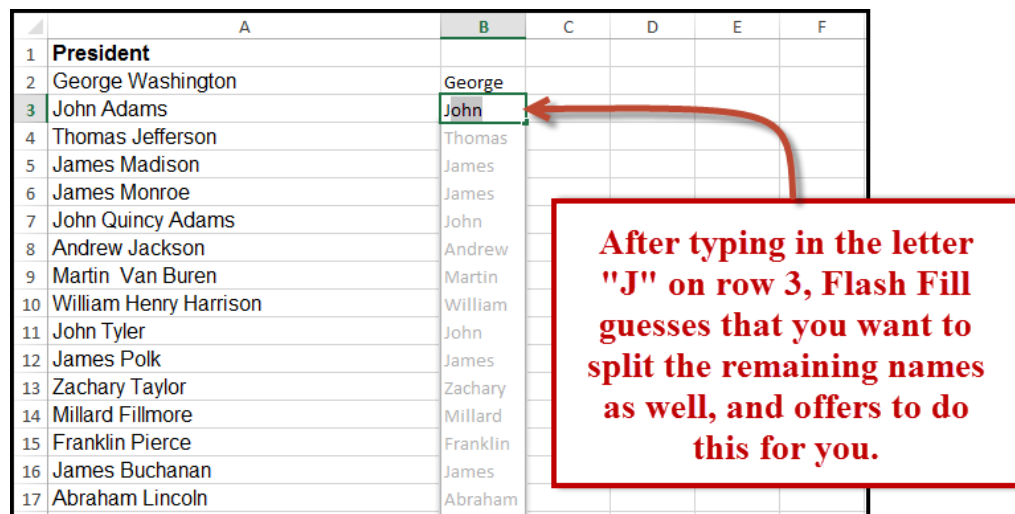 A B C D E F
1 President
2 George Washington George
3 John Adams John
4 Thomas Jefferson Thomas
5 James Madison James
6 James Monroe James
7 John Quincy Adams John
8 Andrew Jackson Andrew
9 Martin  Van Buren Martin
10 William Henry Harrison William
11 John Tyler John
12 James Polk James
13 Zachary Taylor Zachary
14 Millard Fillmore Millard
15 Franklin Pierce Franklin
16 James Buchanan James
17 Abraham Lincoln Abraham
After typing in the letter
"J" on row 3, Flash Fill
guesses that you want to
split the remaining names
as well, and offers to do
this for you.